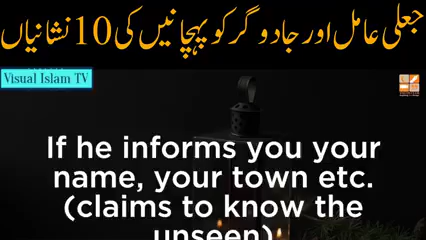 جعلی عامل اور جادوگر کو پہچانیں کی 10 نشانیاں
Visual Islam TV
If he informs you your
name, your town etc.
(claims to know the
unseen)